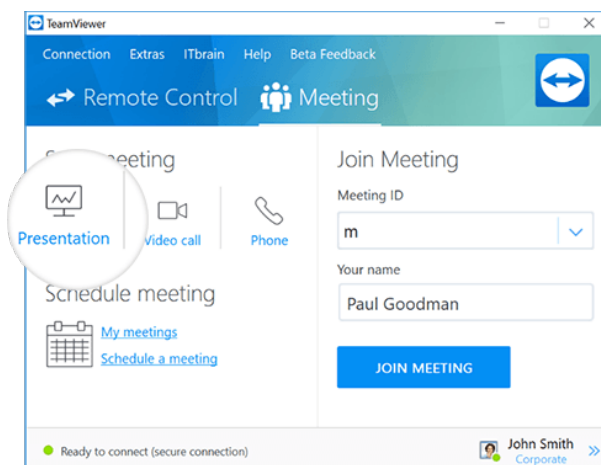 TeamViewer
Connection Extras ITbrain Help Beta Feedback
Remote Control Meeting
meeting
Presentation
Video call
Phone
Schedule meeting
My meetings
Schedule a meeting
Join Meeting
Meeting ID
m
Your name
Paul Goodman
JOIN MEETING
Ready to connect (secure connection)
John Smith
Corporate